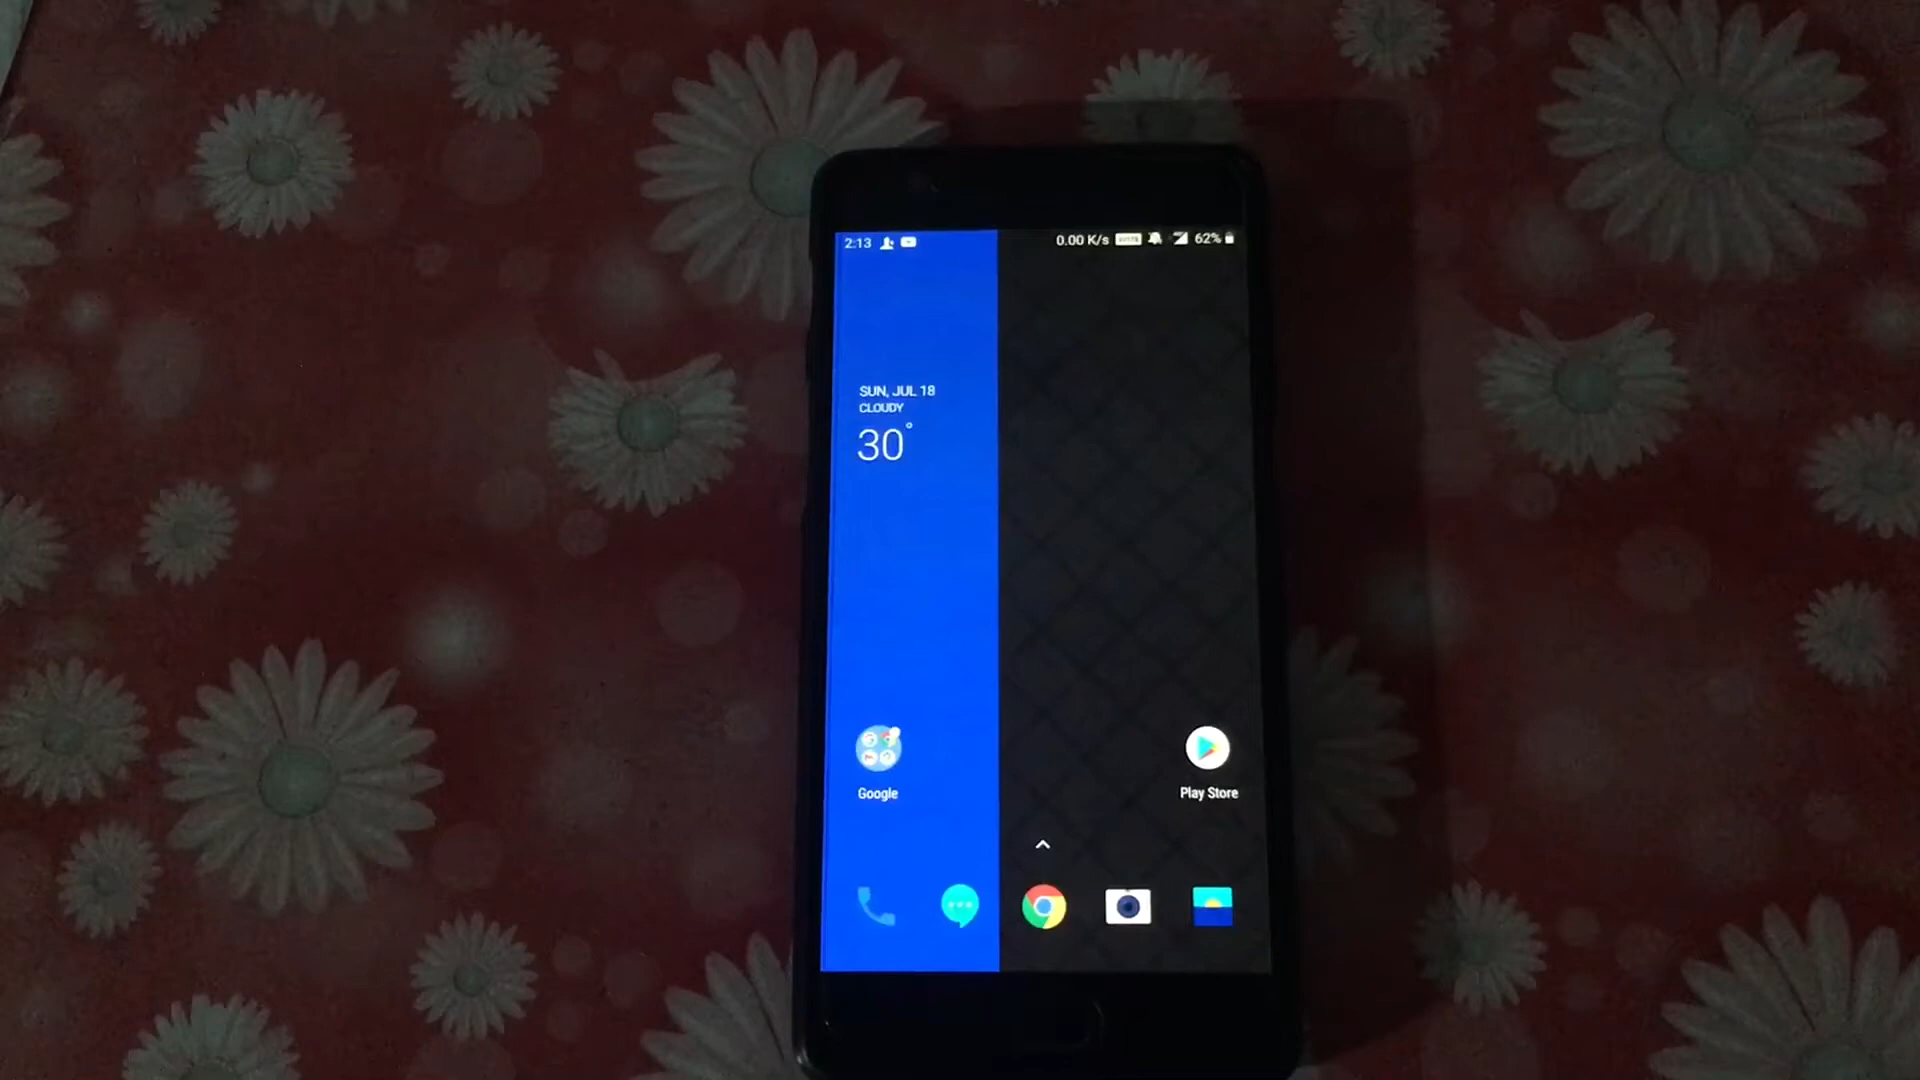 2:13
0.00 K/s
62%
SUN, JUL 18
CLOUDY
30°
Google
Play Store